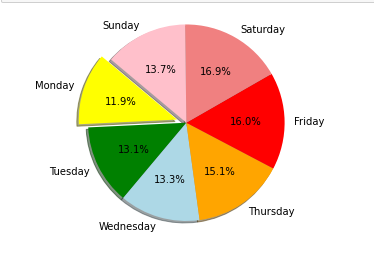 Sunday
Saturday
13.7%
16.9%
Monday
11.9%
16.0%
Friday
13.1%
Tuesday
13.3%
15.1%
Wednesday
Thursday